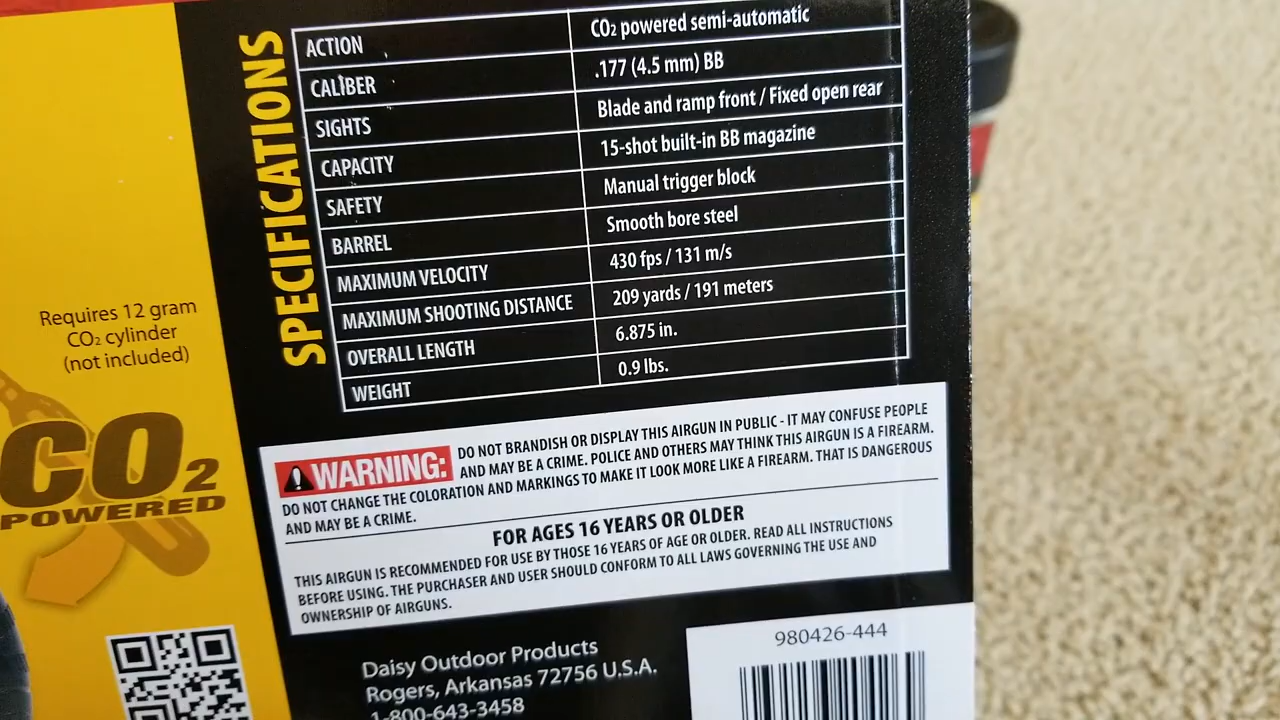 SPECIFICATIONS
ACTION CO2 powered semi-automatic
CALIBER .177 (4.5 mm) BB
SIGHTS Blade and ramp front / Fixed open rear
CAPACITY 15-shot built-in BB magazine
SAFETY Manual trigger block
BARREL Smooth bore steel
MAXIMUM VELOCITY 430 fps / 131 m/s
MAXIMUM SHOOTING DISTANCE 209 yards / 191 meters
OVERALL LENGTH 6.875 in.
WEIGHT 0.9 lbs.
Requires 12 gram
CO2 cylinder
(not included)
CO2
POWERED
WARNING: DO NOT BRANDISH OR DISPLAY THIS AIRGUN IN PUBLIC - IT MAY CONFUSE PEOPLE
AND MAY BE A CRIME. POLICE AND OTHERS MAY THINK THIS AIRGUN IS A FIREARM.
DO NOT CHANGE THE COLORATION AND MARKINGS TO MAKE IT LOOK MORE LIKE A FIREARM. THAT IS DANGEROUS
AND MAY BE A CRIME.
FOR AGES 16 YEARS OR OLDER
THIS AIRGUN IS RECOMMENDED FOR USE BY THOSE 16 YEARS OF AGE OR OLDER. READ ALL INSTRUCTIONS
BEFORE USING. THE PURCHASER AND USER SHOULD CONFORM TO ALL LAWS GOVERNING THE USE AND
OWNERSHIP OF AIRGUNS.
Daisy Outdoor Products
Rogers, Arkansas 72756 U.S.A.
1-800-643-3458
980426-444